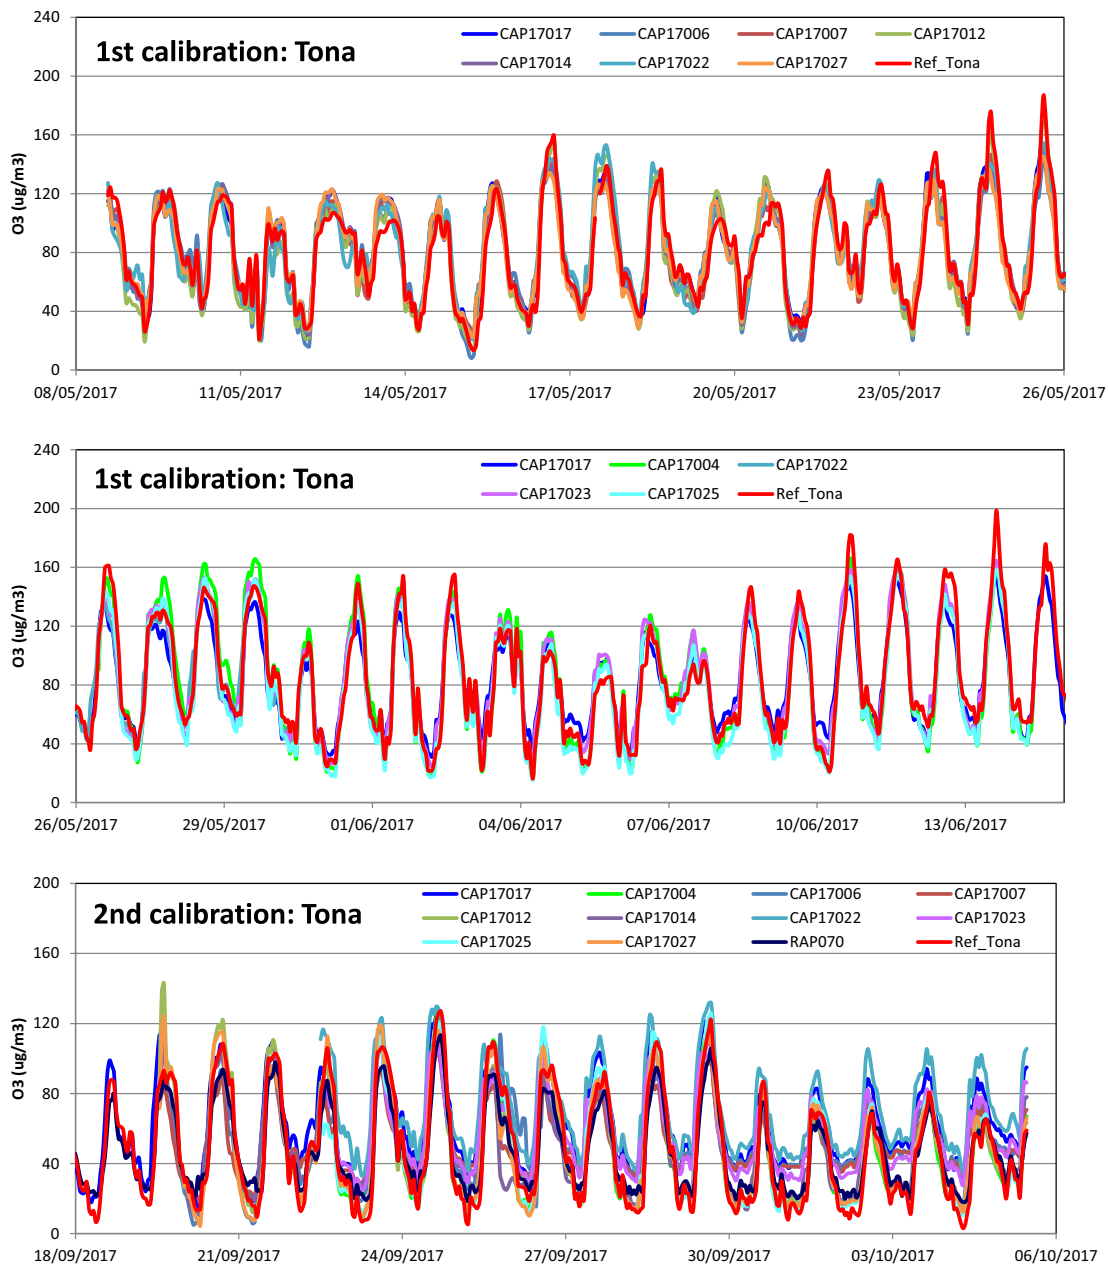 240
200
160
120
80
40
0
O3 (ug/m3)
1st calibration: Tona
CAP17017 CAP17006 CAP17007 CAP17012
CAP17014 CAP17022 CAP17027 Ref_Tona
08/05/2017 11/05/2017 14/05/2017 17/05/2017 20/05/2017 23/05/2017 26/05/2017
240
200
160
120
80
40
0
O3 (ug/m3)
1st calibration: Tona
CAP17017 CAP17004 CAP17022
CAP17023 CAP17025 Ref_Tona
26/05/2017 29/05/2017 01/06/2017 04/06/2017 07/06/2017 10/06/2017 13/06/2017
200
160
120
80
40
0
O3 (ug/m3)
2nd calibration: Tona
CAP17017 CAP17004 CAP17006 CAP17007
CAP17012 CAP17014 CAP17022 CAP17023
CAP17025 CAP17027 RAP070 Ref_Tona
18/09/2017 21/09/2017 24/09/2017 27/09/2017 30/09/2017 03/10/2017 06/10/2017